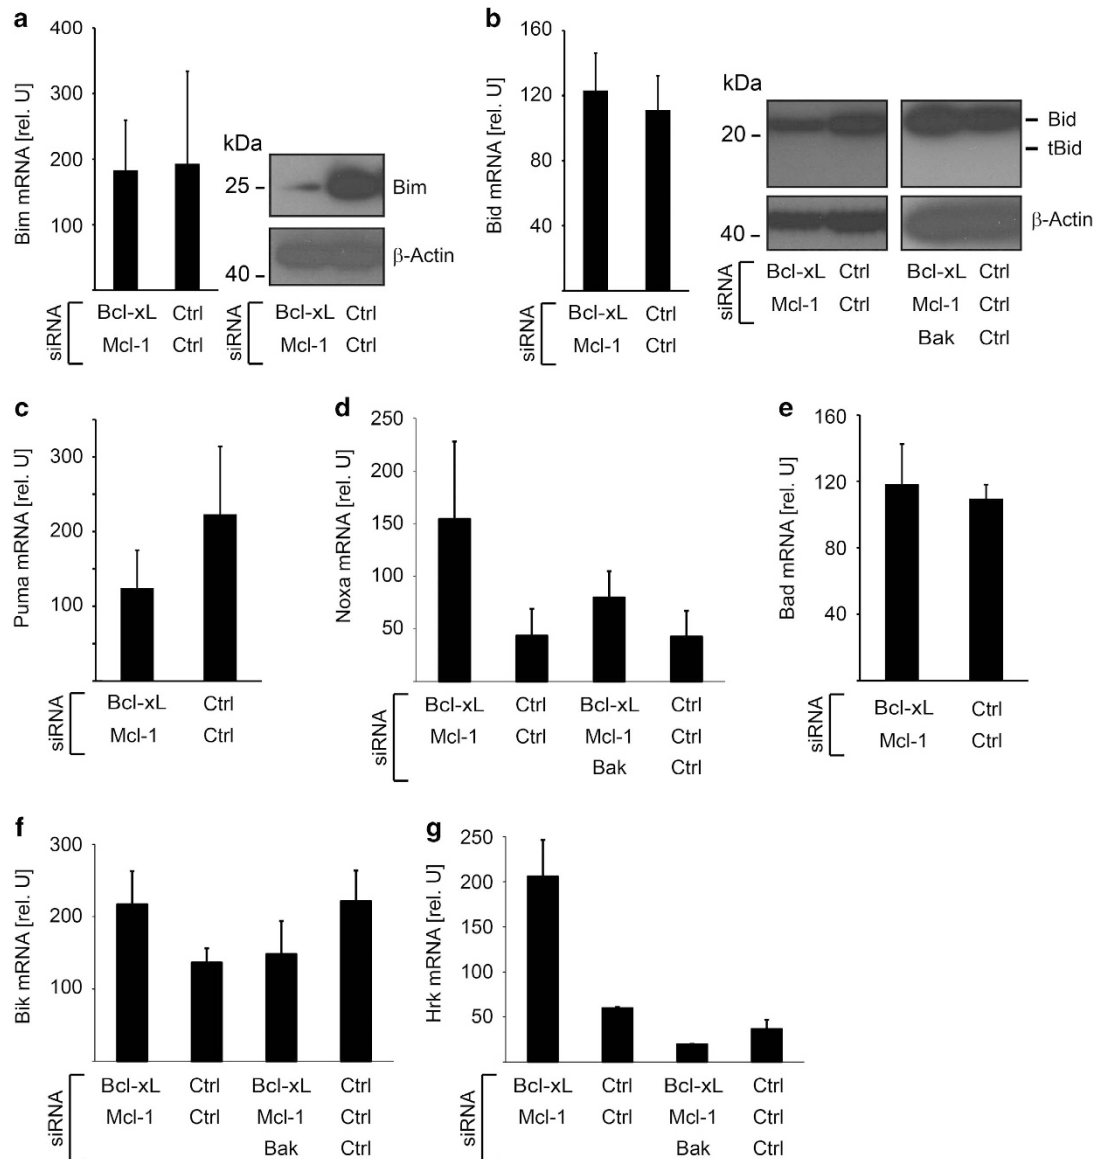 a
400
300
200
100
Bim mRNA [rel. U]
siRNA
Bcl-xL Ctrl
Mcl-1 Ctrl
kDa
25
Bim
40
β-Actin
siRNA
Bcl-xL Ctrl
Mcl-1 Ctrl
b
160
120
80
40
Bid mRNA [rel. U]
siRNA
Bcl-xL Ctrl
Mcl-1 Ctrl
kDa
20
Bid
tBid
40
β-Actin
siRNA
Bcl-xL Ctrl Bcl-xL Ctrl
Mcl-1 Ctrl Mcl-1 Ctrl
Bak Ctrl
c
300
200
100
Puma mRNA [rel. U]
siRNA
Bcl-xL Ctrl
Mcl-1 Ctrl
d
250
200
150
100
50
Noxa mRNA [rel. U]
siRNA
Bcl-xL Ctrl Bcl-xL Ctrl
Mcl-1 Ctrl Mcl-1 Ctrl
Bak Ctrl
e
160
120
80
40
Bad mRNA [rel. U]
siRNA
Bcl-xL Ctrl
Mcl-1 Ctrl
f
300
200
100
Bik mRNA [rel. U]
siRNA
Bcl-xL Ctrl Bcl-xL Ctrl
Mcl-1 Ctrl Mcl-1 Ctrl
Bak Ctrl
g
250
200
150
100
50
Hrk mRNA [rel. U]
siRNA
Bcl-xL Ctrl Bcl-xL Ctrl
Mcl-1 Ctrl Mcl-1 Ctrl
Bak Ctrl